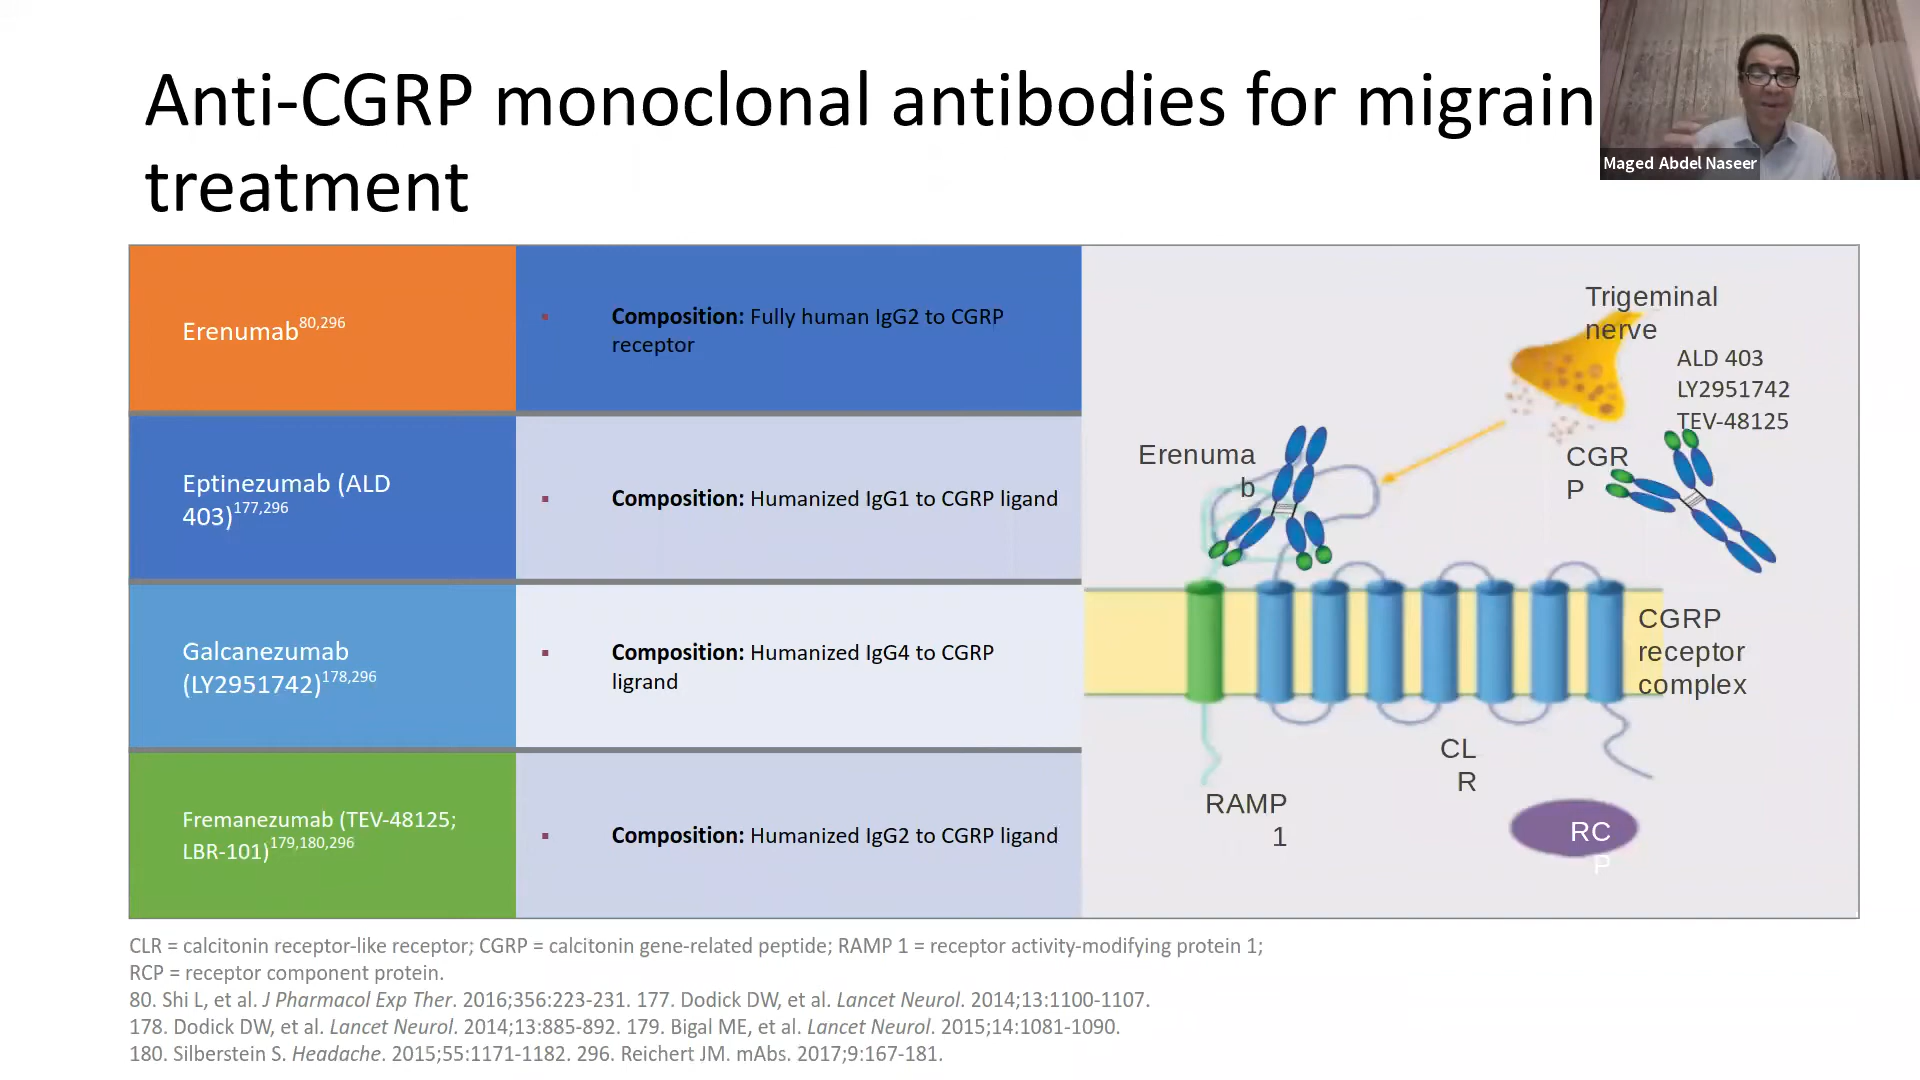 Anti-CGRP monoclonal antibodies for migrain
treatment
Maged Abdel Naseer
Erenumab80,296
Composition: Fully human IgG2 to CGRP
receptor
Eptinezumab (ALD
403)177,296
Composition: Humanized IgG1 to CGRP ligand
Galcanezumab
(LY2951742)178,296
Composition: Humanized IgG4 to CGRP
ligrand
Fremanezumab (TEV-48125;
LBR-101)179,180,296
Composition: Humanized IgG2 to CGRP ligand
Trigeminal
nerve
ALD 403
LY2951742
TEV-48125
Erenuma
b
CGR
P
CGRP
receptor
complex
CL
R
RAMP
1
RC
P
CLR = calcitonin receptor-like receptor; CGRP = calcitonin gene-related peptide; RAMP 1 = receptor activity-modifying protein 1;
RCP = receptor component protein.
80. Shi L, et al. J Pharmacol Exp Ther. 2016;356:223-231. 177. Dodick DW, et al. Lancet Neurol. 2014;13:1100-1107.
178. Dodick DW, et al. Lancet Neurol. 2014;13:885-892. 179. Bigal ME, et al. Lancet Neurol. 2015;14:1081-1090.
180. Silberstein S. Headache. 2015;55:1171-1182. 296. Reichert JM. mAbs. 2017;9:167-181.